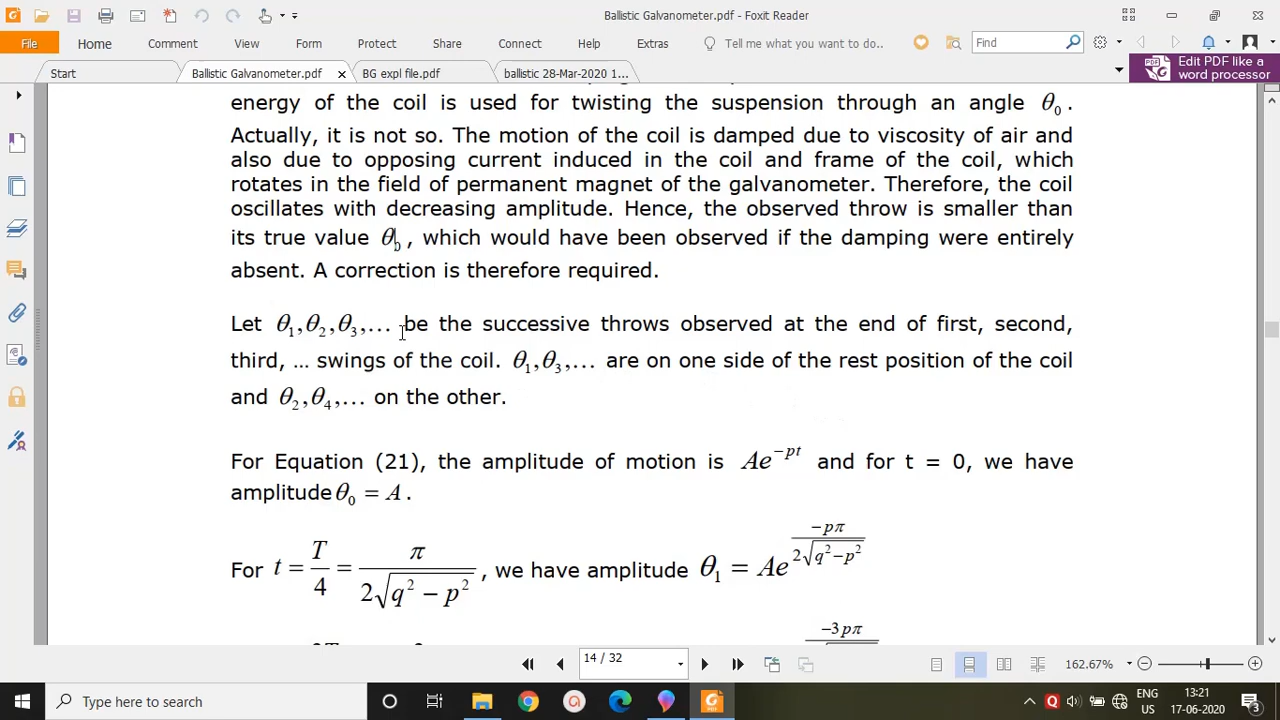 Ballistic Galvanometer.pdf - Foxit Reader
File Home Comment View Form Protect Share Connect Help Extras Tell me what you want to do.. Find
Start Ballistic Galvanometer.pdf BG expl file.pdf ballistic 28-Mar-2020 1...
Edit PDF like a
word processor
energy of the coil is used for twisting the suspension through an angle θ₀ .
Actually, it is not so. The motion of the coil is damped due to viscosity of air and
also due to opposing current induced in the coil and frame of the coil, which
rotates in the field of permanent magnet of the galvanometer. Therefore, the coil
oscillates with decreasing amplitude. Hence, the observed throw is smaller than
its true value θ₀ , which would have been observed if the damping were entirely
absent. A correction is therefore required.
Let θ₁,θ₂,θ₃,... be the successive throws observed at the end of first, second,
third, ... swings of the coil. θ₁,θ₃,... are on one side of the rest position of the coil
and θ₂,θ₄,... on the other.
For Equation (21), the amplitude of motion is Ae^{-pt} and for t = 0, we have
amplitude θ₀ = A .
For t = T/4 = π/(2√(q²-p²)) , we have amplitude θ₁ = Ae^{-pπ/(2√(q²-p²))}
-3pπ
14 / 32 162.67%
Type here to search ENG 13:21
17-06-2020 3